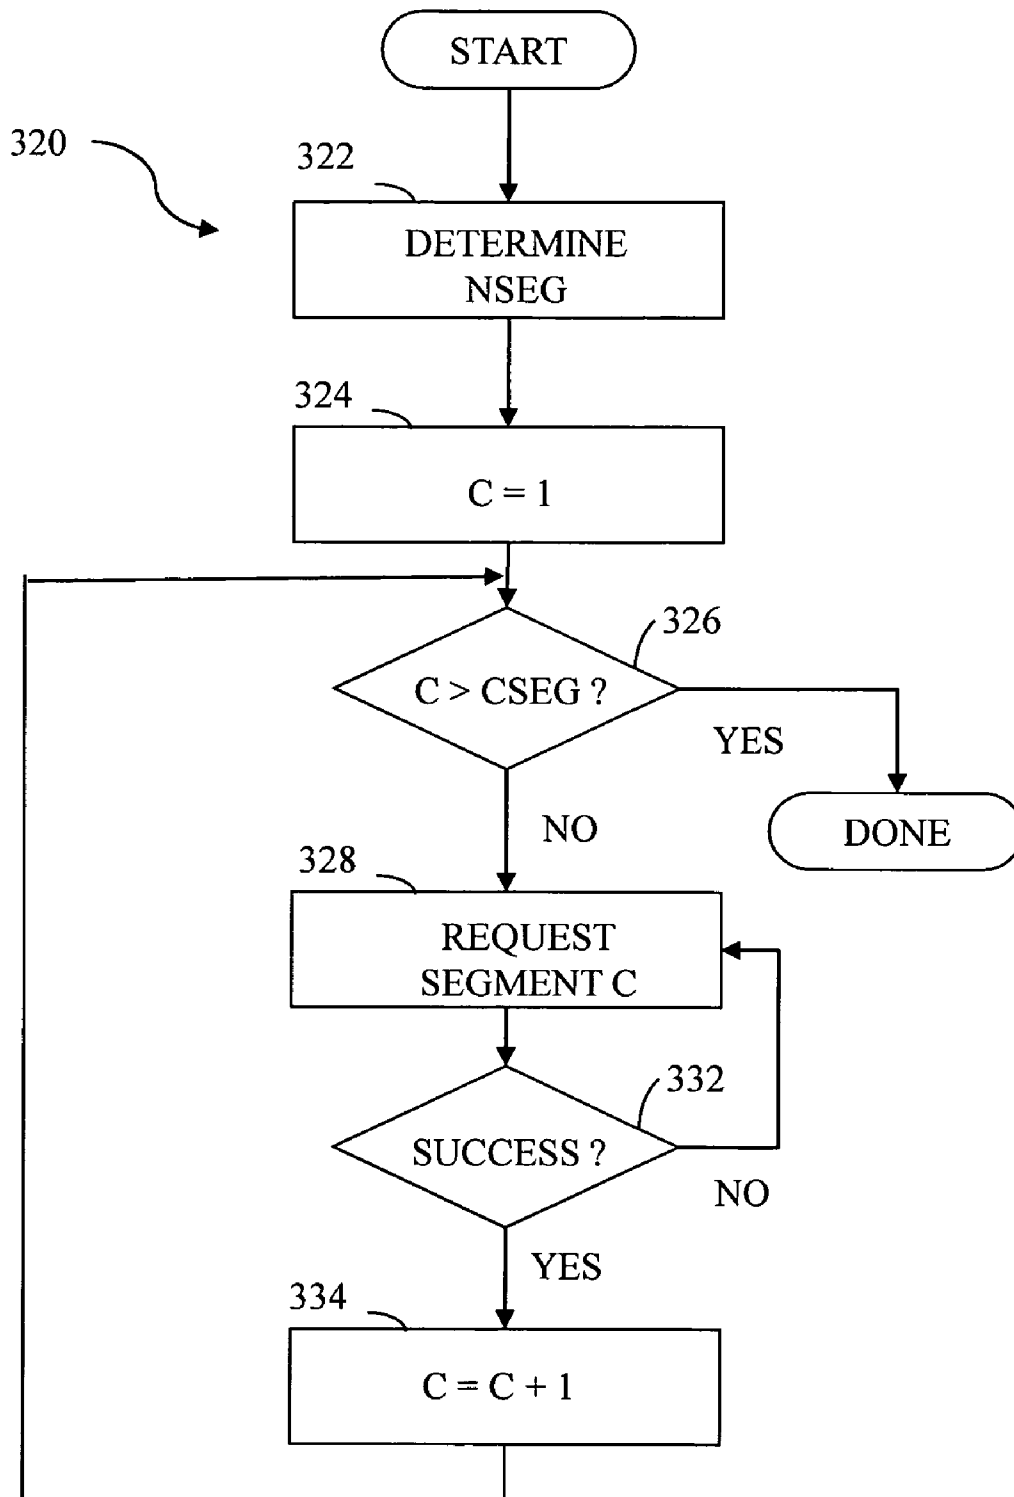 START
320
322
DETERMINE
NSEG
324
C = 1
326
C > CSEG ?
YES
NO
DONE
328
REQUEST
SEGMENT C
332
SUCCESS ?
NO
YES
334
C = C + 1